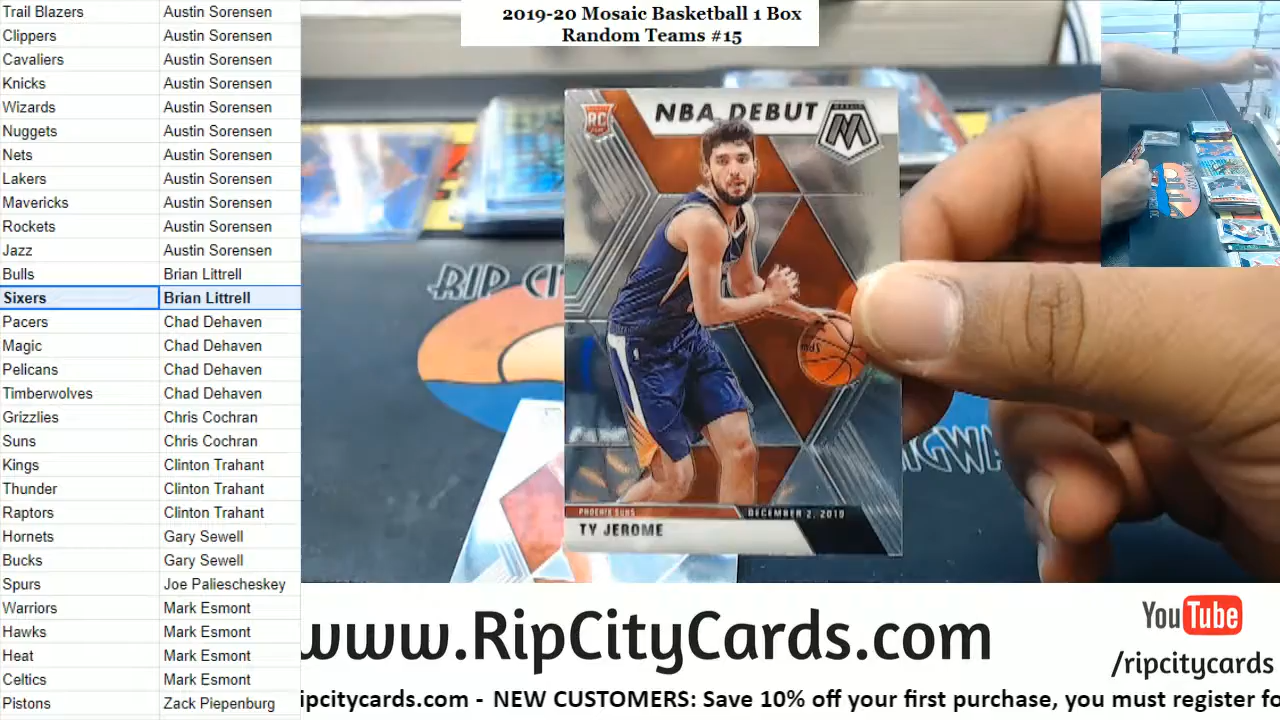 Trail Blazers Austin Sorensen
Clippers Austin Sorensen
Cavaliers Austin Sorensen
Knicks Austin Sorensen
Wizards Austin Sorensen
Nuggets Austin Sorensen
Nets Austin Sorensen
Lakers Austin Sorensen
Mavericks Austin Sorensen
Rockets Austin Sorensen
Jazz Austin Sorensen
Bulls Brian Littrell
Sixers Brian Littrell
Pacers Chad Dehaven
Magic Chad Dehaven
Pelicans Chad Dehaven
Timberwolves Chad Dehaven
Grizzlies Chris Cochran
Suns Chris Cochran
Kings Clinton Trahant
Thunder Clinton Trahant
Raptors Clinton Trahant
Hornets Gary Sewell
Bucks Gary Sewell
Spurs Joe Paliescheskey
Warriors Mark Esmont
Hawks Mark Esmont
Heat Mark Esmont
Celtics Mark Esmont
Pistons Zack Piepenburg
2019-20 Mosaic Basketball 1 Box
Random Teams #15
RC
NBA DEBUT
MOSAIC
M
RIP CI
PHOENIX SUNS DECEMBER 2, 2019
TY JEROME
www.RipCityCards.com
YouTube
/ripcitycards
ipcitycards.com - NEW CUSTOMERS: Save 10% off your first purchase, you must register fo